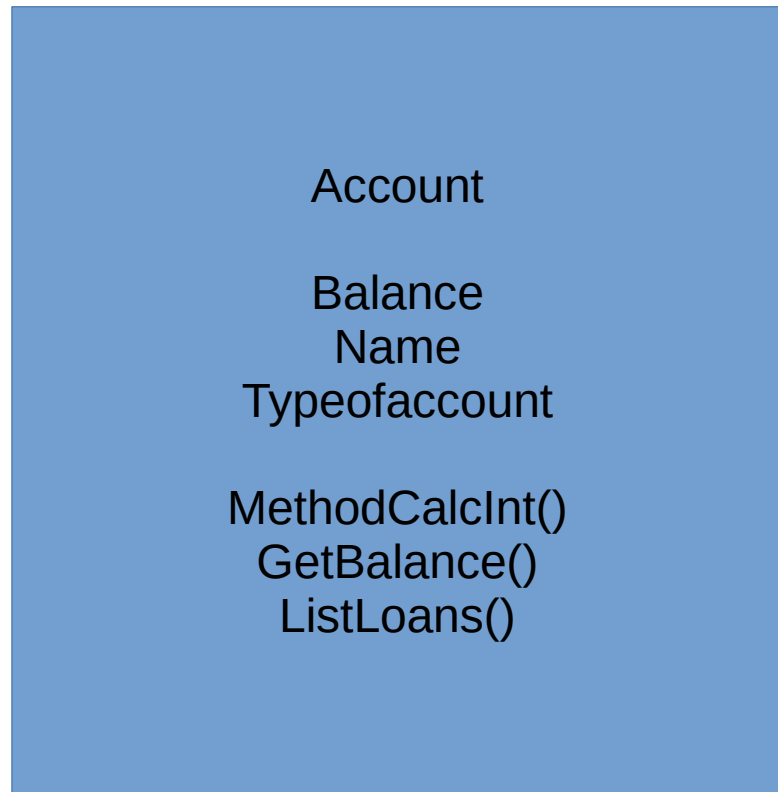 Account
Balance
Name
Typeofaccount
MethodCalcInt()
GetBalance()
ListLoans()